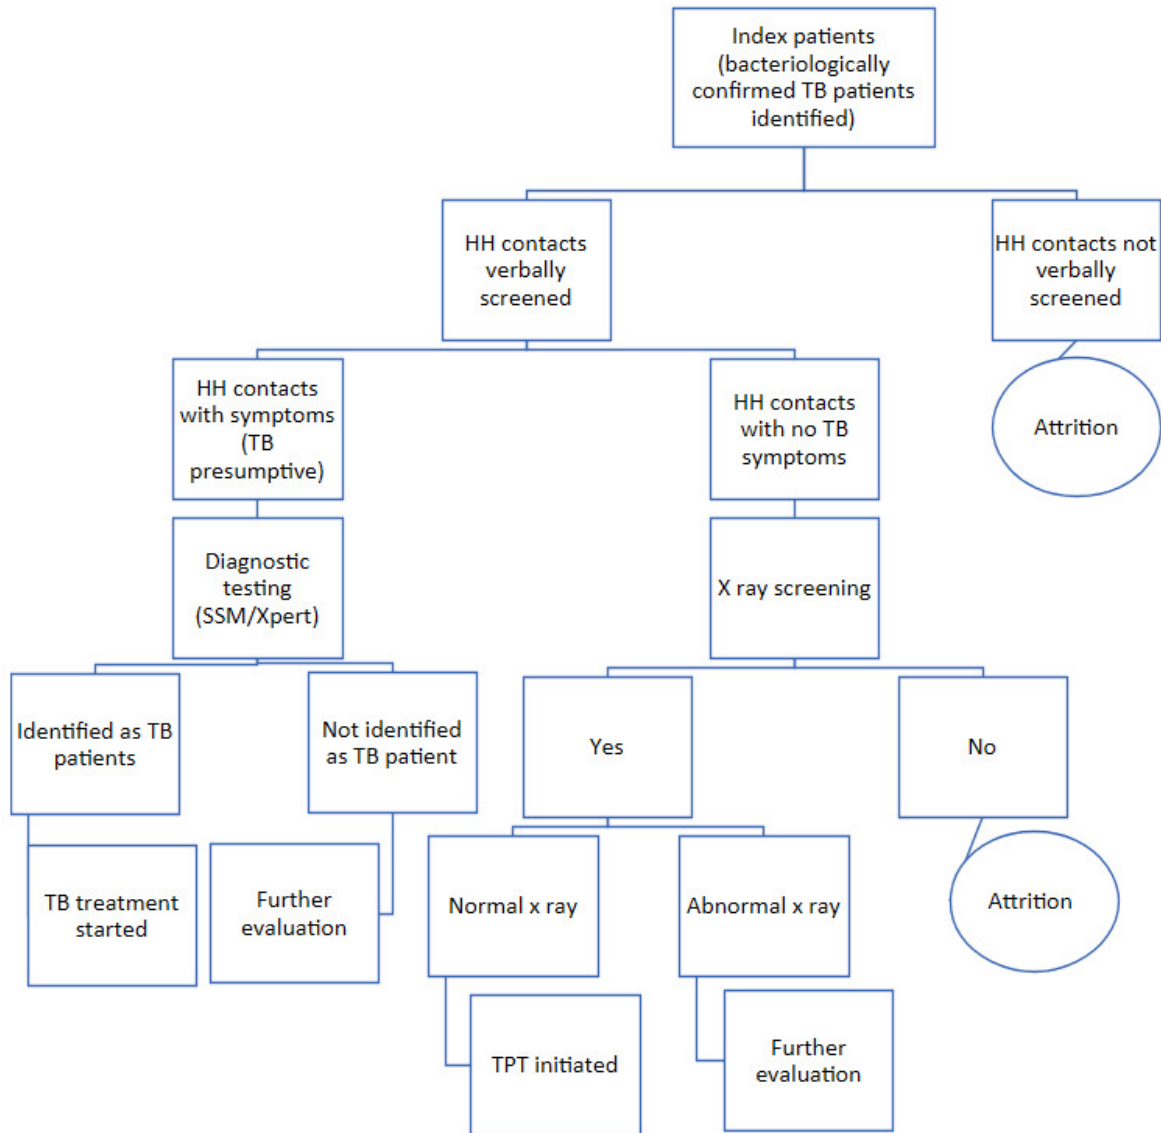 Index patients
(bacteriologically
confirmed TB patients
identified)
HH contacts
verbally
screened
HH contacts not
verbally
screened
HH contacts
with symptoms
(TB
presumptive)
HH contacts
with no TB
symptoms
Attrition
Diagnostic
testing
(SSM/Xpert)
X ray screening
Identified as TB
patients
Not identified
as TB patient
Yes
No
TB treatment
started
Further
evaluation
Normal x ray
Abnormal x ray
Attrition
TPT initiated
Further
evaluation